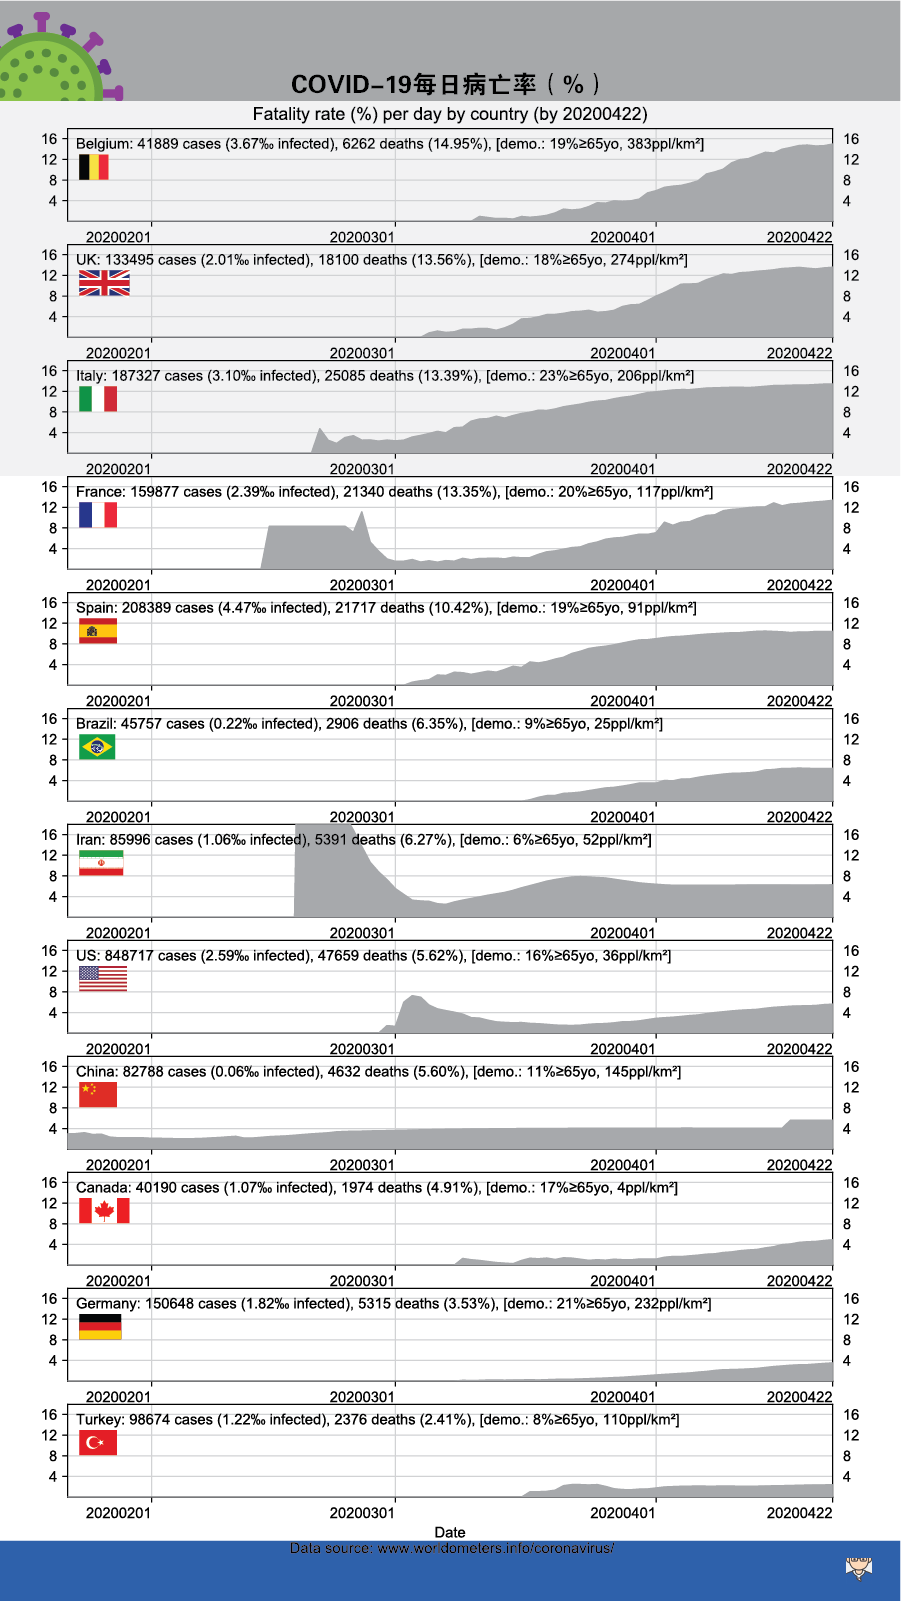 COVID-19每日病亡率（%）
Fatality rate (%) per day by country (by 20200422)
Belgium: 41889 cases (3.67‰ infected), 6262 deaths (14.95%), [demo.: 19%≥65yo, 383ppl/km²]
16 12 8 4
16 12 8 4
20200201 20200301 20200401 20200422
UK: 133495 cases (2.01‰ infected), 18100 deaths (13.56%), [demo.: 18%≥65yo, 274ppl/km²]
16 12 8 4
16 12 8 4
20200201 20200301 20200401 20200422
Italy: 187327 cases (3.10‰ infected), 25085 deaths (13.39%), [demo.: 23%≥65yo, 206ppl/km²]
16 12 8 4
16 12 8 4
20200201 20200301 20200401 20200422
France: 159877 cases (2.39‰ infected), 21340 deaths (13.35%), [demo.: 20%≥65yo, 117ppl/km²]
16 12 8 4
16 12 8 4
20200201 20200301 20200401 20200422
Spain: 208389 cases (4.47‰ infected), 21717 deaths (10.42%), [demo.: 19%≥65yo, 91ppl/km²]
16 12 8 4
16 12 8 4
20200201 20200301 20200401 20200422
Brazil: 45757 cases (0.22‰ infected), 2906 deaths (6.35%), [demo.: 9%≥65yo, 25ppl/km²]
16 12 8 4
16 12 8 4
20200201 20200301 20200401 20200422
Iran: 85996 cases (1.06‰ infected), 5391 deaths (6.27%), [demo.: 6%≥65yo, 52ppl/km²]
16 12 8 4
16 12 8 4
20200201 20200301 20200401 20200422
US: 848717 cases (2.59‰ infected), 47659 deaths (5.62%), [demo.: 16%≥65yo, 36ppl/km²]
16 12 8 4
16 12 8 4
20200201 20200301 20200401 20200422
China: 82788 cases (0.06‰ infected), 4632 deaths (5.60%), [demo.: 11%≥65yo, 145ppl/km²]
16 12 8 4
16 12 8 4
20200201 20200301 20200401 20200422
Canada: 40190 cases (1.07‰ infected), 1974 deaths (4.91%), [demo.: 17%≥65yo, 4ppl/km²]
16 12 8 4
16 12 8 4
20200201 20200301 20200401 20200422
Germany: 150648 cases (1.82‰ infected), 5315 deaths (3.53%), [demo.: 21%≥65yo, 232ppl/km²]
16 12 8 4
16 12 8 4
20200201 20200301 20200401 20200422
Turkey: 98674 cases (1.22‰ infected), 2376 deaths (2.41%), [demo.: 8%≥65yo, 110ppl/km²]
16 12 8 4
16 12 8 4
20200201 20200301 20200401 20200422
Date
Data source: www.worldometers.info/coronavirus/